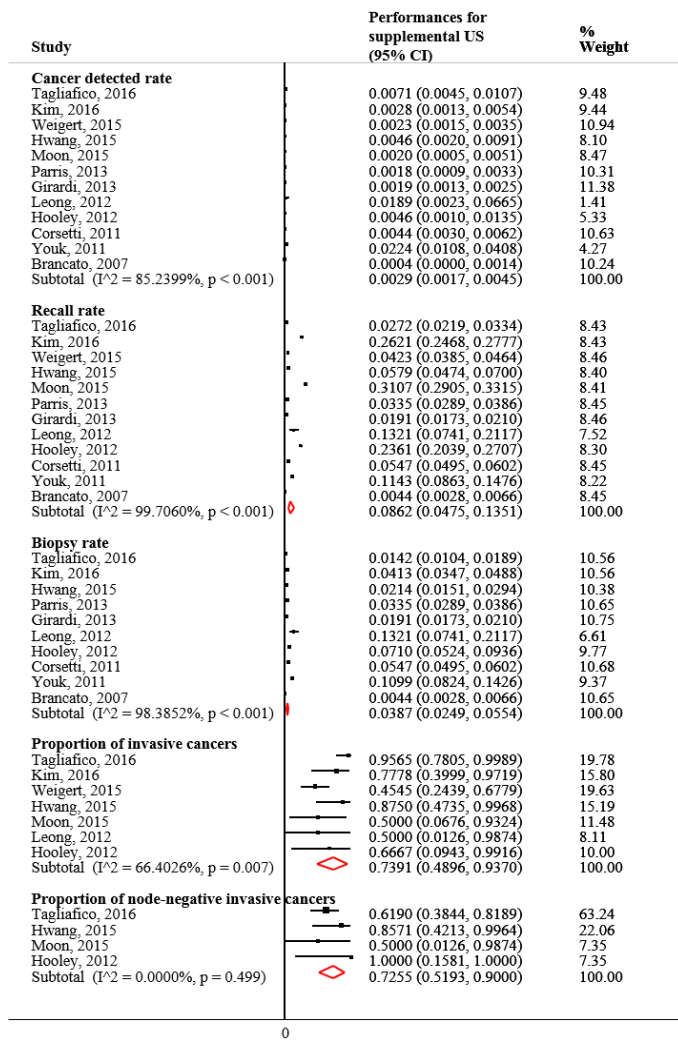 Study Performances for supplemental US (95% CI) % Weight
Cancer detected rate
Tagliafico, 2016 0.0071 (0.0045, 0.0107) 9.48
Kim, 2016 0.0028 (0.0013, 0.0054) 9.44
Weigert, 2015 0.0023 (0.0015, 0.0035) 10.94
Hwang, 2015 0.0046 (0.0020, 0.0091) 8.10
Moon, 2015 0.0020 (0.0005, 0.0051) 8.47
Parris, 2013 0.0018 (0.0009, 0.0033) 10.31
Girardi, 2013 0.0019 (0.0013, 0.0025) 11.38
Leong, 2012 0.0189 (0.0023, 0.0665) 1.41
Hooley, 2012 0.0046 (0.0010, 0.0135) 5.33
Corsetti, 2011 0.0044 (0.0030, 0.0062) 10.63
Youk, 2011 0.0224 (0.0108, 0.0408) 4.27
Brancato, 2007 0.0004 (0.0000, 0.0014) 10.24
Subtotal (I^2 = 85.2399%, p < 0.001) 0.0029 (0.0017, 0.0045) 100.00
Recall rate
Tagliafico, 2016 0.0272 (0.0219, 0.0334) 8.43
Kim, 2016 0.2621 (0.2468, 0.2777) 8.43
Weigert, 2015 0.0423 (0.0385, 0.0464) 8.46
Hwang, 2015 0.0579 (0.0474, 0.0700) 8.40
Moon, 2015 0.3107 (0.2905, 0.3315) 8.41
Parris, 2013 0.0335 (0.0289, 0.0386) 8.45
Girardi, 2013 0.0191 (0.0173, 0.0210) 8.46
Leong, 2012 0.1321 (0.0741, 0.2117) 7.52
Hooley, 2012 0.2361 (0.2039, 0.2707) 8.30
Corsetti, 2011 0.0547 (0.0495, 0.0602) 8.45
Youk, 2011 0.1143 (0.0863, 0.1476) 8.22
Brancato, 2007 0.0044 (0.0028, 0.0066) 8.45
Subtotal (I^2 = 99.7060%, p < 0.001) 0.0862 (0.0475, 0.1351) 100.00
Biopsy rate
Tagliafico, 2016 0.0142 (0.0104, 0.0189) 10.56
Kim, 2016 0.0413 (0.0347, 0.0488) 10.56
Hwang, 2015 0.0214 (0.0151, 0.0294) 10.38
Parris, 2013 0.0335 (0.0289, 0.0386) 10.65
Girardi, 2013 0.0191 (0.0173, 0.0210) 10.75
Leong, 2012 0.1321 (0.0741, 0.2117) 6.61
Hooley, 2012 0.0710 (0.0524, 0.0936) 9.77
Corsetti, 2011 0.0547 (0.0495, 0.0602) 10.68
Youk, 2011 0.1099 (0.0824, 0.1426) 9.37
Brancato, 2007 0.0044 (0.0028, 0.0066) 10.65
Subtotal (I^2 = 98.3852%, p < 0.001) 0.0387 (0.0249, 0.0554) 100.00
Proportion of invasive cancers
Tagliafico, 2016 0.9565 (0.7805, 0.9989) 19.78
Kim, 2016 0.7778 (0.3999, 0.9719) 15.80
Weigert, 2015 0.4545 (0.2439, 0.6779) 19.63
Hwang, 2015 0.8750 (0.4735, 0.9968) 15.19
Moon, 2015 0.5000 (0.0676, 0.9324) 11.48
Leong, 2012 0.5000 (0.0126, 0.9874) 8.11
Hooley, 2012 0.6667 (0.0943, 0.9916) 10.00
Subtotal (I^2 = 66.4026%, p = 0.007) 0.7391 (0.4896, 0.9370) 100.00
Proportion of node-negative invasive cancers
Tagliafico, 2016 0.6190 (0.3844, 0.8189) 63.24
Hwang, 2015 0.8571 (0.4213, 0.9964) 22.06
Moon, 2015 0.5000 (0.0126, 0.9874) 7.35
Hooley, 2012 1.0000 (0.1581, 1.0000) 7.35
Subtotal (I^2 = 0.0000%, p = 0.499) 0.7255 (0.5193, 0.9000) 100.00
0